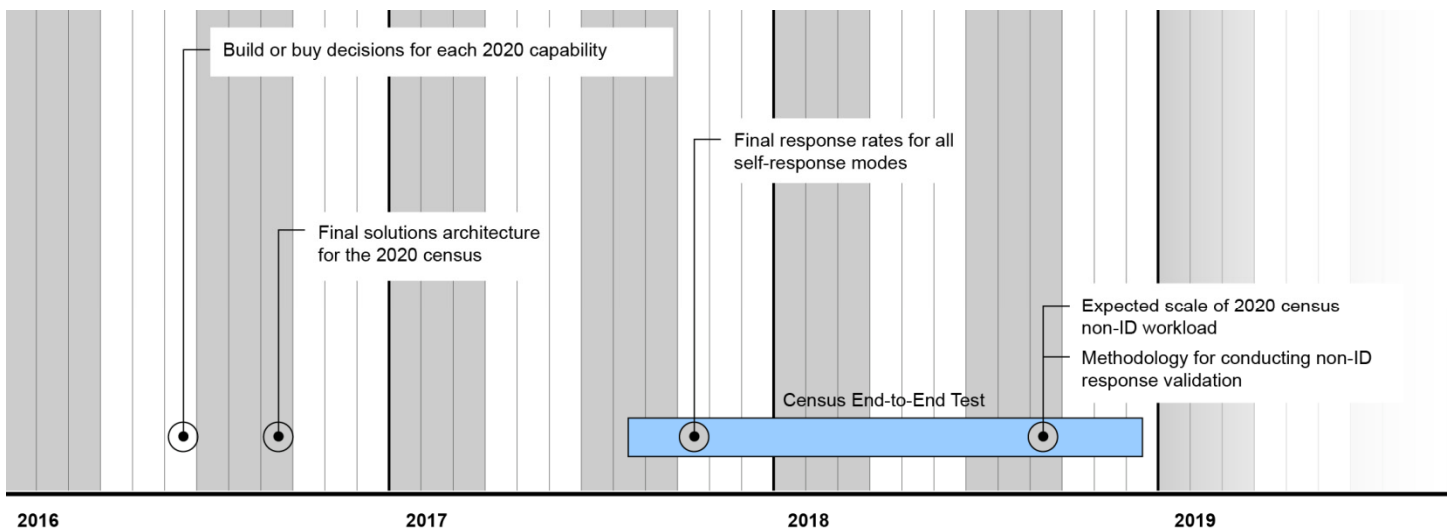 Build or buy decisions for each 2020 capability
Final response rates for all
self-response modes
Final solutions architecture
for the 2020 census
Expected scale of 2020 census
non-ID workload
Methodology for conducting non-ID
response validation
Census End-to-End Test
2016
2017
2018
2019